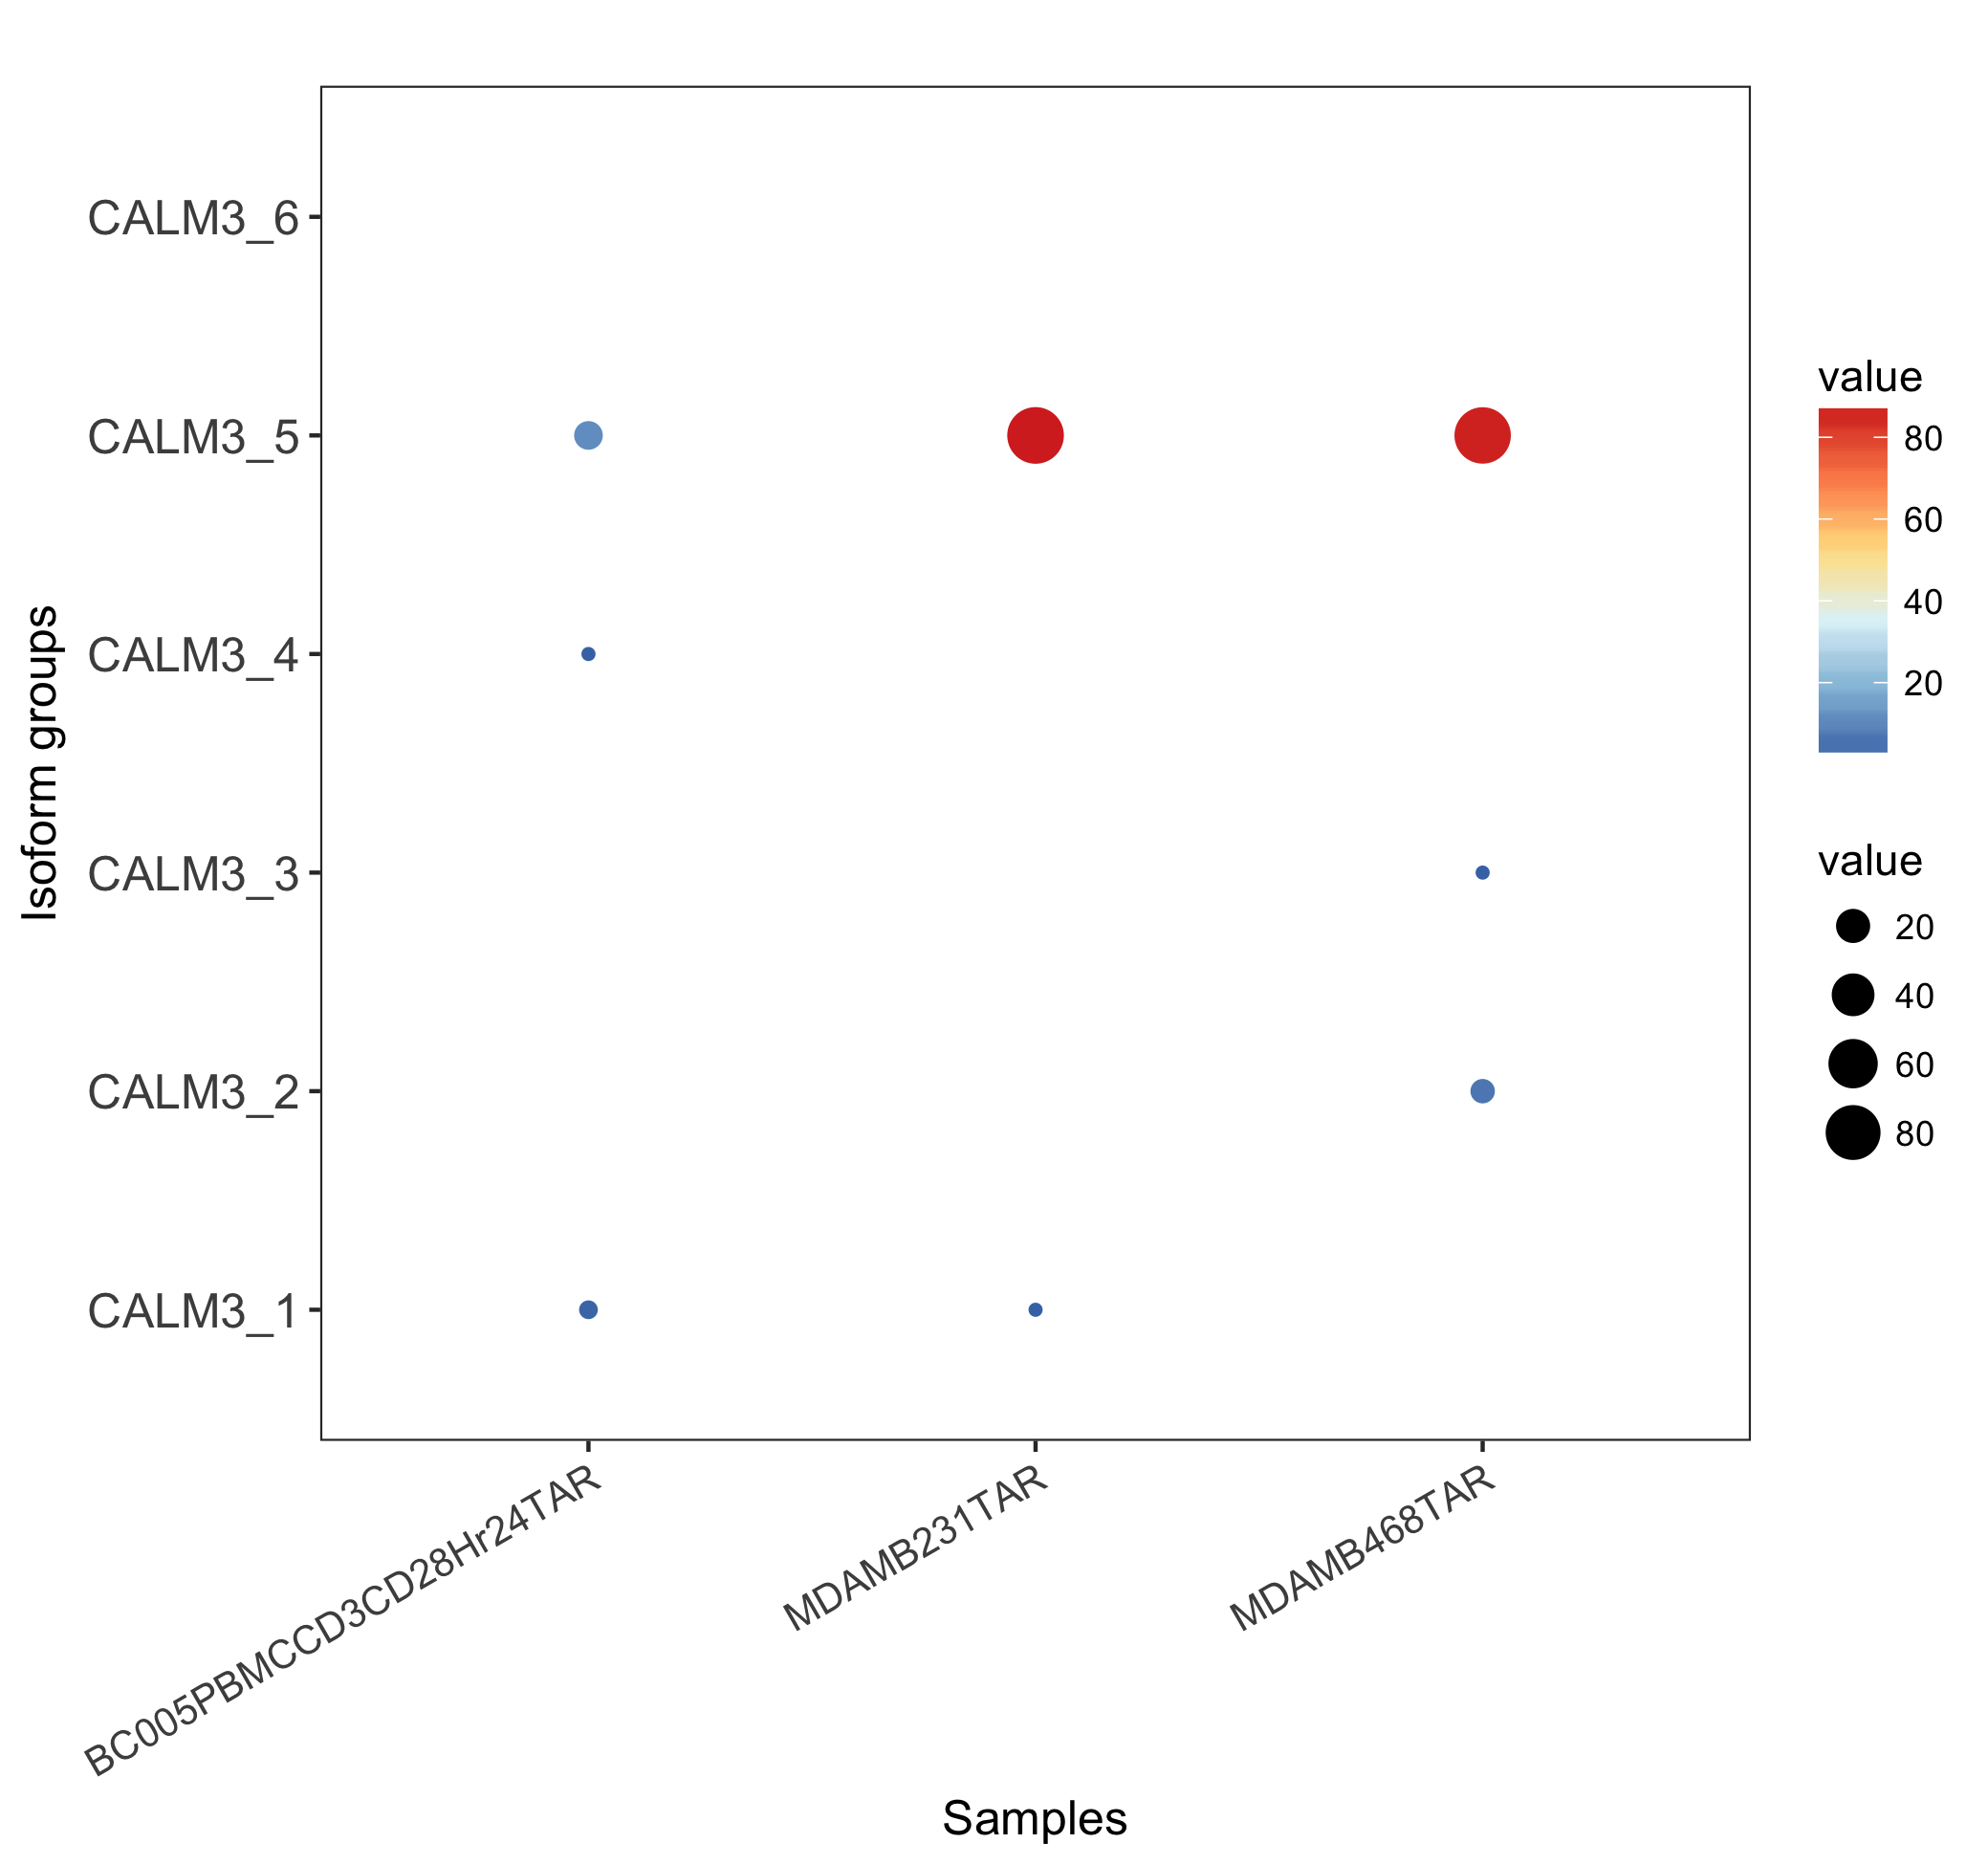 Isoform groups
CALM3_6
CALM3_5
CALM3_4
CALM3_3
CALM3_2
CALM3_1
BC005PBMCCD3CD28Hr24TAR
MDAMB231TAR
MDAMB468TAR
Samples
value
80
60
40
20
value
20
40
60
80